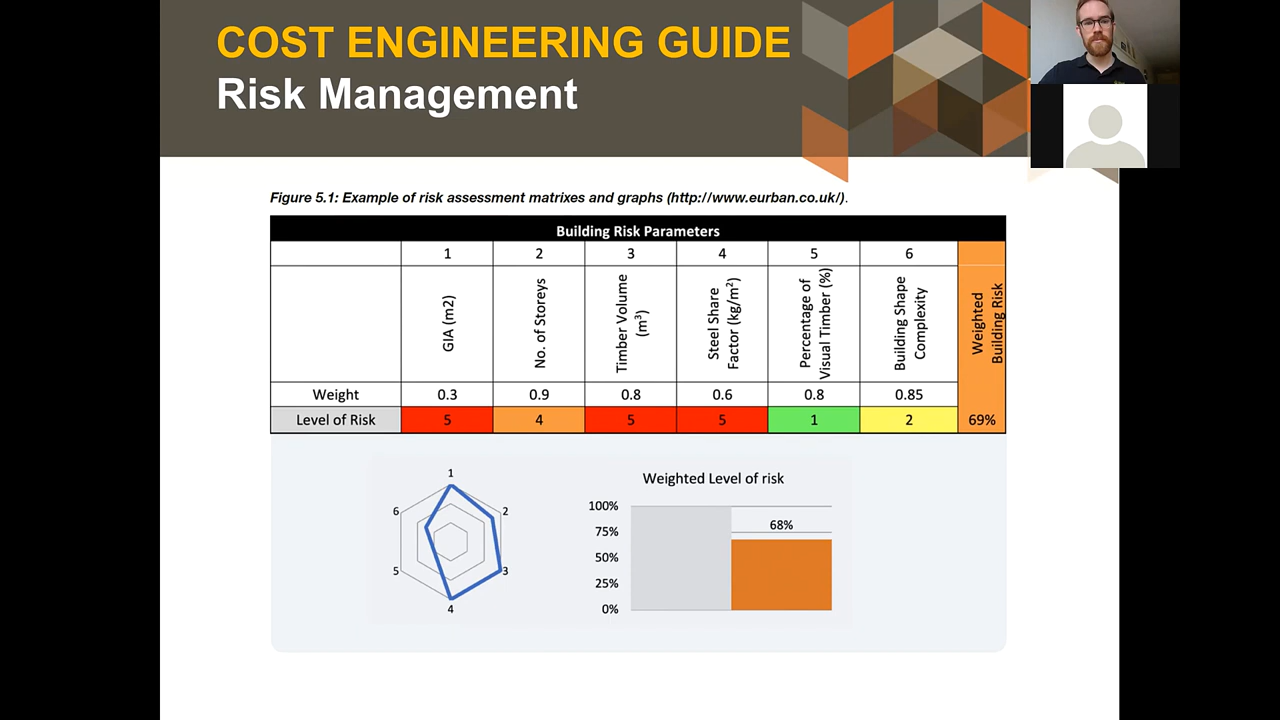 COST ENGINEERING GUIDE
Risk Management
Figure 5.1: Example of risk assessment matrixes and graphs (http://www.eurban.co.uk/).
Building Risk Parameters
1 2 3 4 5 6
GIA (m2)
No. of Storeys
Timber Volume
(m³)
Steel Share
Factor (kg/m²)
Percentage of
Visual Timber (%)
Building Shape
Complexity
Weighted
Building Risk
Weight 0.3 0.9 0.8 0.6 0.8 0.85
Level of Risk 5 4 5 5 1 2 69%
1
6 2
5 3
4
Weighted Level of risk
100%
75%
50%
25%
0%
68%